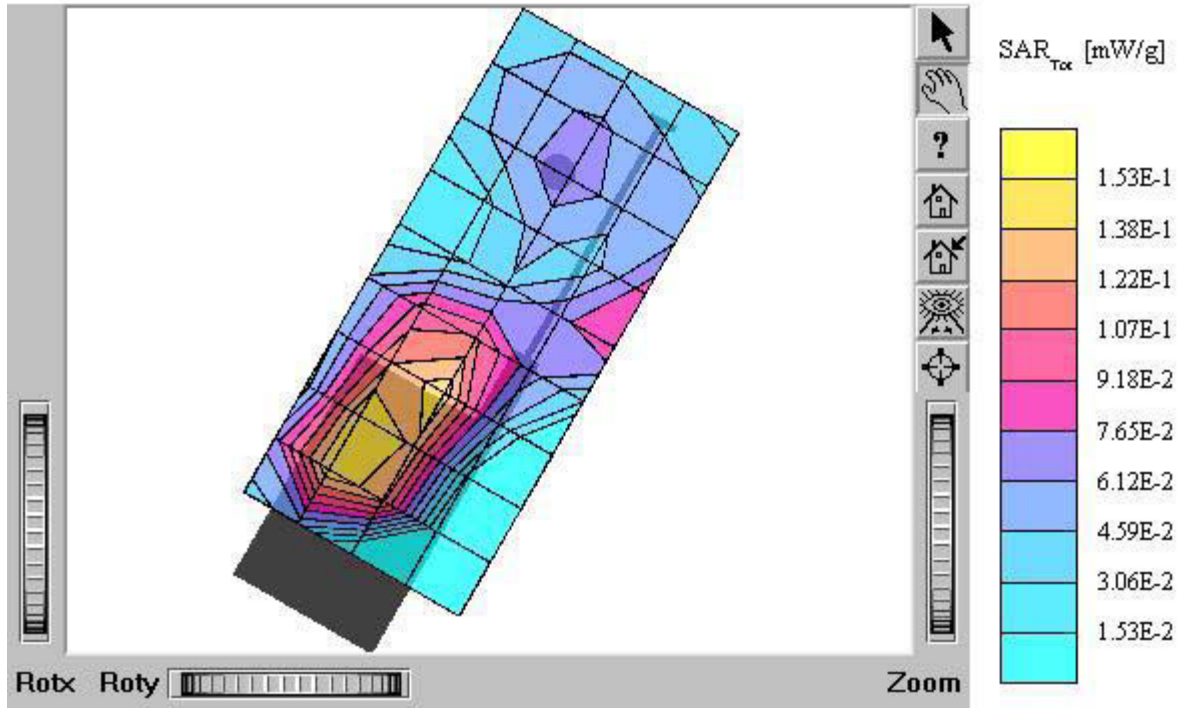 SAR_Tot [mW/g]
?
1.53E-1
1.38E-1
1.22E-1
1.07E-1
9.18E-2
7.65E-2
6.12E-2
4.59E-2
3.06E-2
1.53E-2
Rotx Roty Zoom